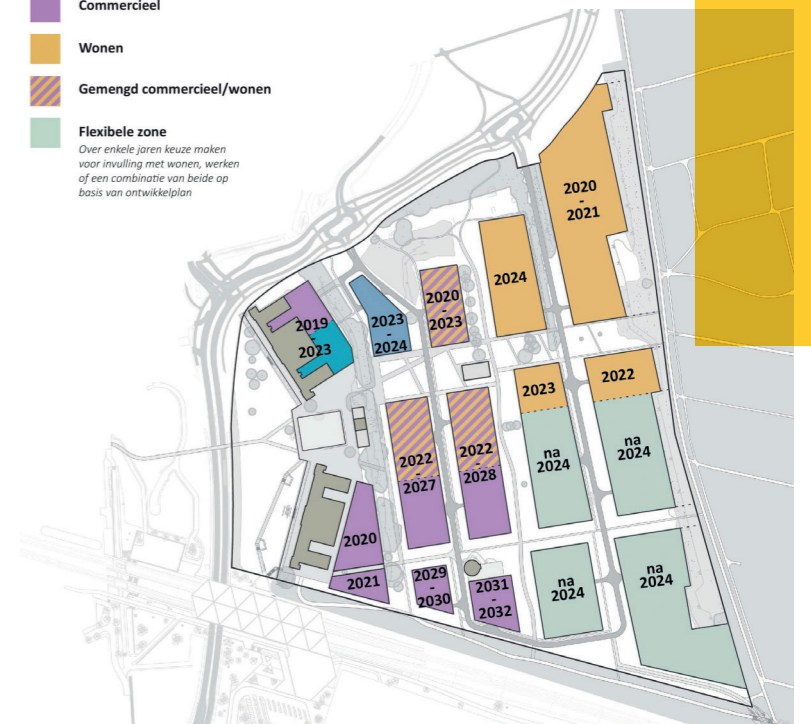 Commercieel
Wonen
Gemengd commercieel/wonen
Flexibele zone
Over enkele jaren keuze maken
voor invulling met wonen, werken
of een combinatie van beide op
basis van ontwikkelplan
2020
-
2021
2024
2020
-
2023
2023
-
2024
2019
-
2023
2023
2022
2022
-
2027
2022
-
2028
na
2024
na
2024
2020
2021
2029
-
2030
2031
-
2032
na
2024
na
2024